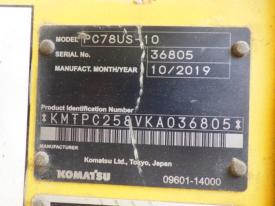 MODEL PC78US-10
SERIAL No. 36805
MANUFACT. MONTH/YEAR 10/2019
Product Identification Number
*KMTPC258VKA036805*
MANUFACTURER
Komatsu Ltd., Tokyo, Japan
KOMATSU 09601-14000